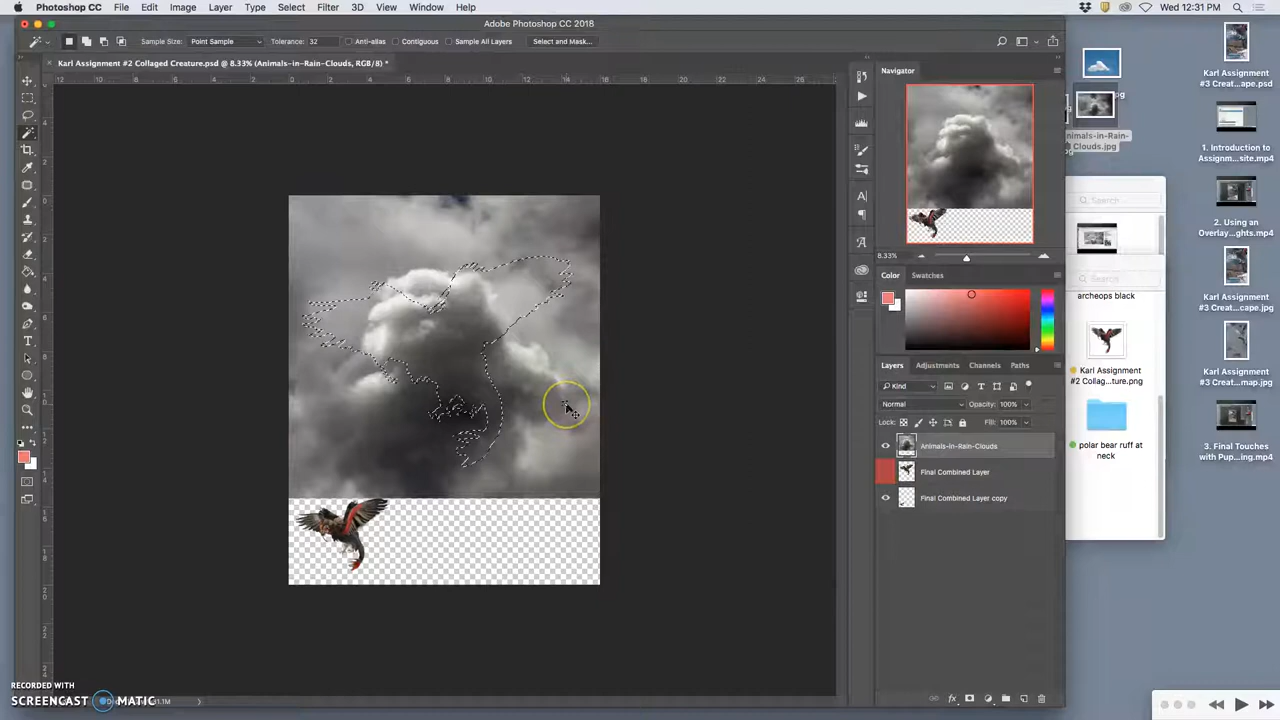 Photoshop CC File Edit Image Layer Type Select Filter 3D View Window Help Wed 12:31 PM
Adobe Photoshop CC 2018
Sample Size: Point Sample Tolerance: 32 Anti-alias Contiguous Sample All Layers Select and Mask...
Karl Assignment #2 Collaged Creature.psd @ 8.33% (Animals-in-Rain-Clouds, RGB/8) *
Navigator
8.33%
Color Swatches
Layers Adjustments Channels Paths
Kind
Normal Opacity: 100%
Lock: Fill: 100%
Animals-in-Rain-Clouds
Final Combined Layer
Final Combined Layer copy
Search
Search
archeops black
Karl Assignment
#2 Collag...ture.png
polar bear ruff at
neck
Karl Assignment
#3 Creat...ape.psd
nimals-in-Rain-
Clouds.jpg
1. Introduction to
Assignm...site.mp4
2. Using an
Overlay...ghts.mp4
Karl Assignment
#3 Creat...cape.jpg
Karl Assignment
#3 Creat...map.jpg
3. Final Touches
with Pup...ing.mp4
RECORDED WITH
SCREENCAST MATIC